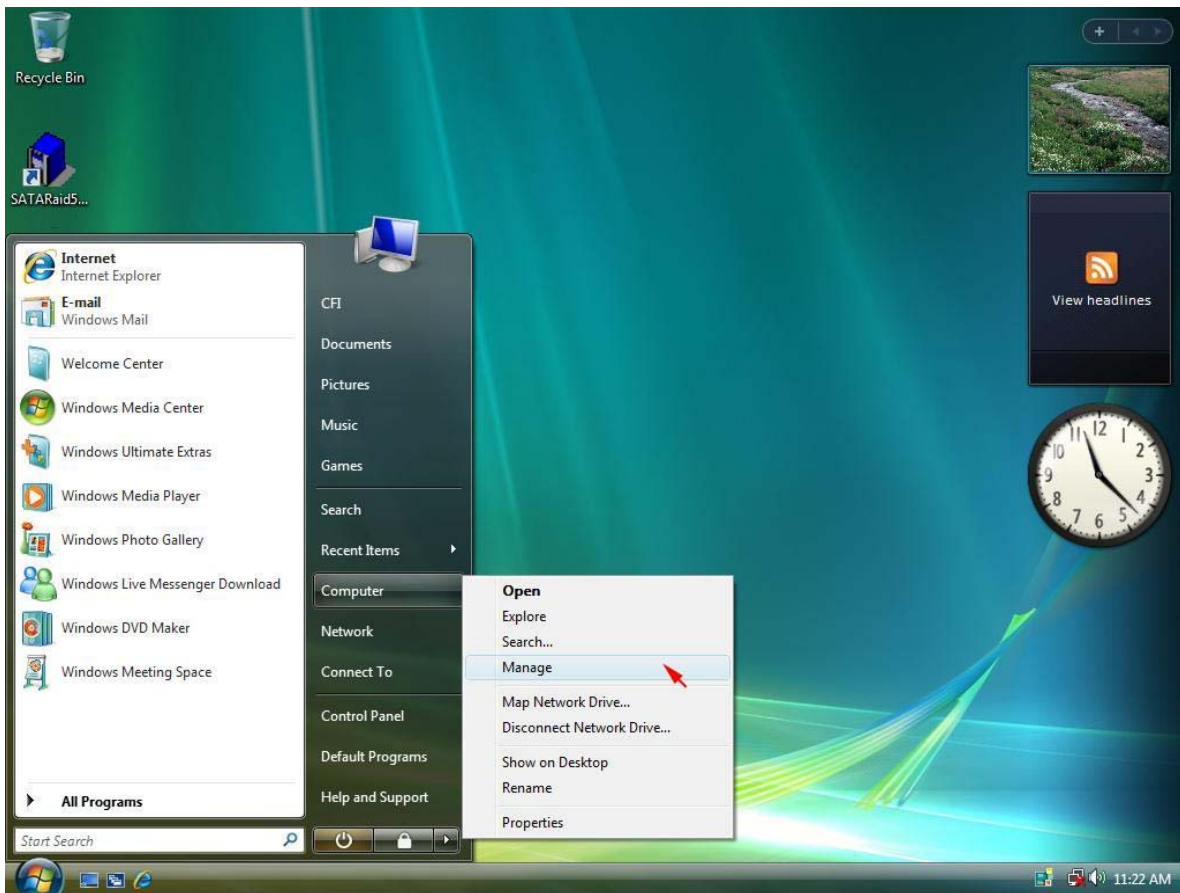 Recycle Bin
SATARaid5...
Internet
Internet Explorer
E-mail
Windows Mail
Welcome Center
Windows Media Center
Windows Ultimate Extras
Windows Media Player
Windows Photo Gallery
Windows Live Messenger Download
Windows DVD Maker
Windows Meeting Space
All Programs
Start Search
CFI
Documents
Pictures
Music
Games
Search
Recent Items
Computer
Network
Connect To
Control Panel
Default Programs
Help and Support
Open
Explore
Search...
Manage
Map Network Drive...
Disconnect Network Drive...
Show on Desktop
Rename
Properties
View headlines
12
1
2
3
4
5
6
7
8
9
10
11
11:22 AM